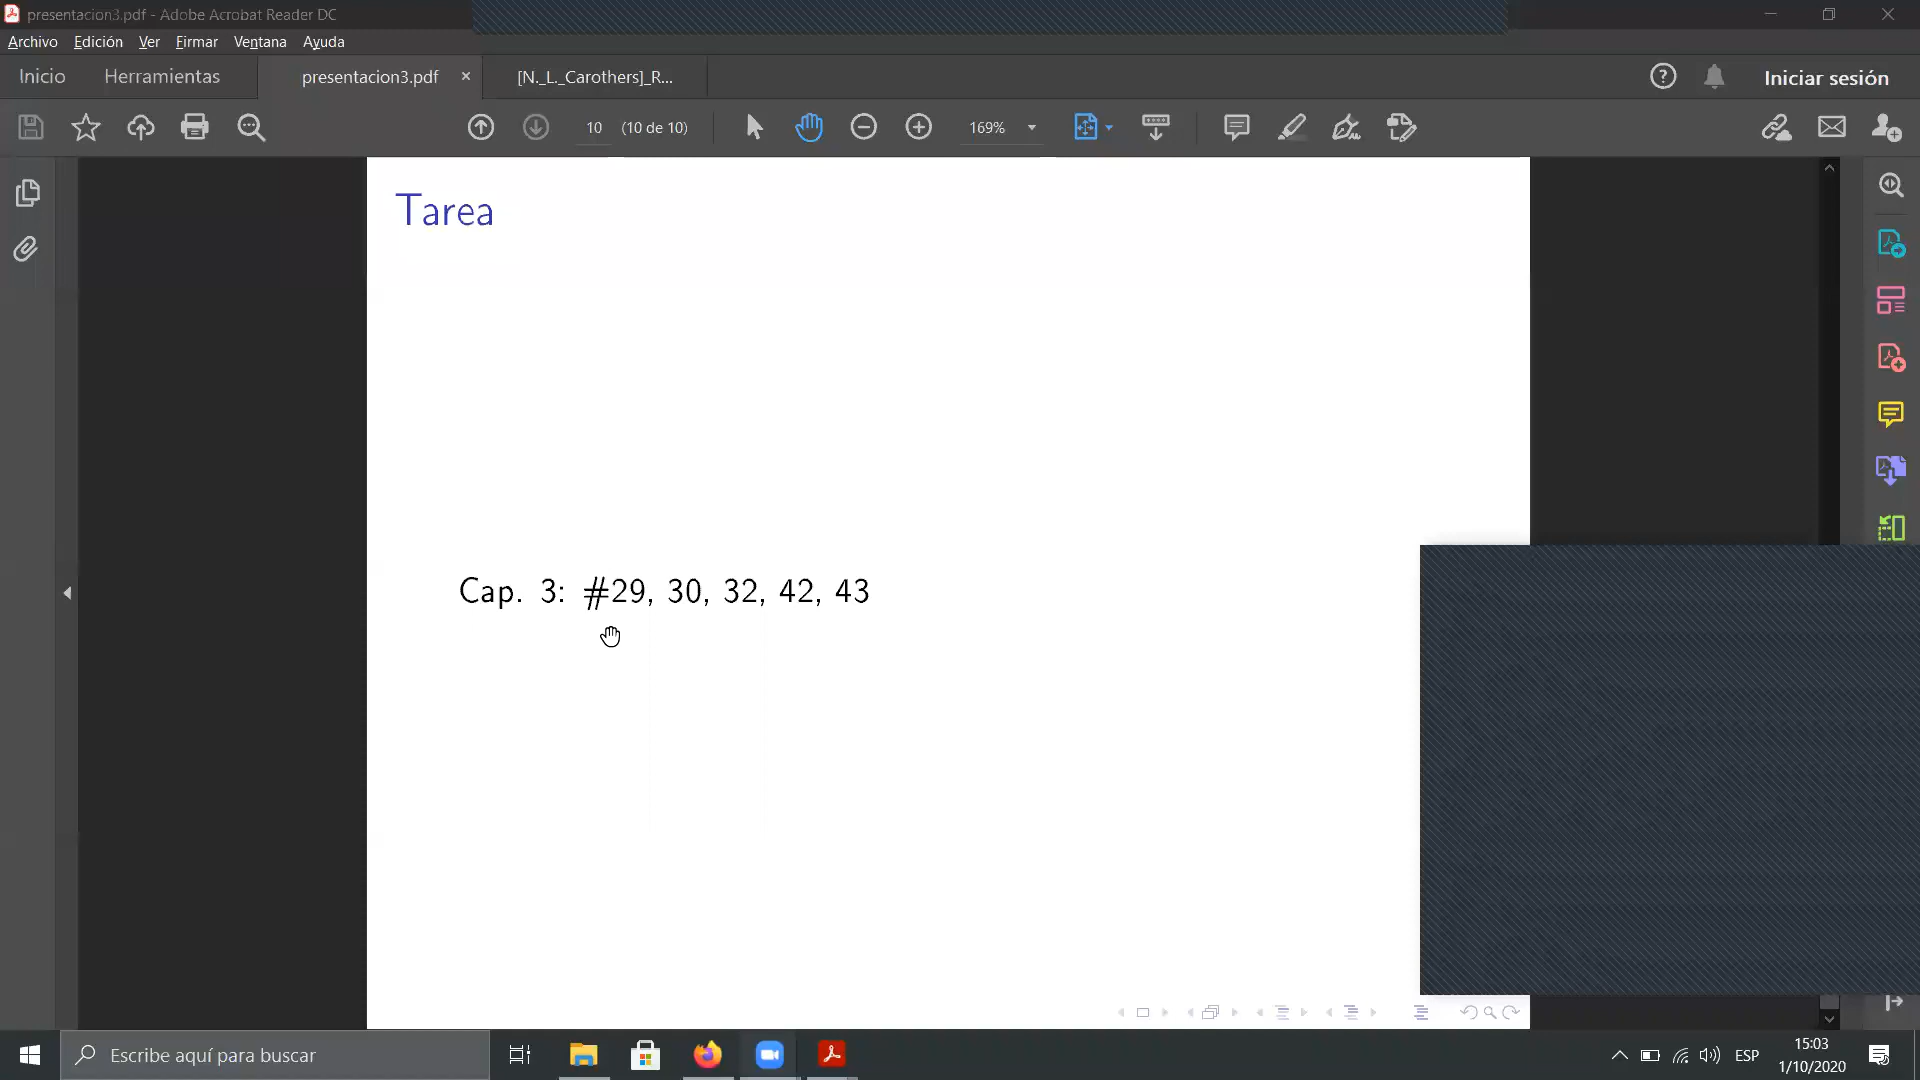 presentacion3.pdf - Adobe Acrobat Reader DC
Archivo Edición Ver Firmar Ventana Ayuda
Inicio Herramientas presentacion3.pdf × [N._L._Carothers]_R... Iniciar sesión
10 (10 de 10) 169%
Tarea
Cap. 3: #29, 30, 32, 42, 43
Escribe aquí para buscar
ESP
15:03
1/10/2020